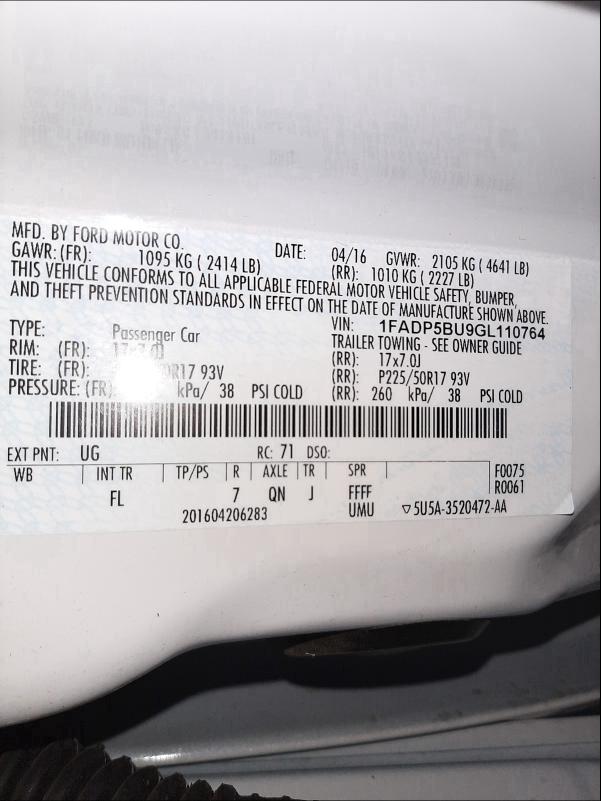 MFD. BY FORD MOTOR CO. DATE: 04/16 GVWR: 2105 KG ( 4641 LB)
GAWR: (FR): 1095 KG ( 2414 LB) (RR): 1010 KG ( 2227 LB)
THIS VEHICLE CONFORMS TO ALL APPLICABLE FEDERAL MOTOR VEHICLE SAFETY, BUMPER,
AND THEFT PREVENTION STANDARDS IN EFFECT ON THE DATE OF MANUFACTURE SHOWN ABOVE.
VIN: 1FADP5BU9GL110764
TYPE: Passenger Car TRAILER TOWING - SEE OWNER GUIDE
RIM: (FR): 17x7.0J (RR): 17x7.0J
TIRE: (FR): 93V (RR): P225/50R17 93V
PRESSURE: (FR) kPa/ 38 PSI COLD (RR): 260 kPa/ 38 PSI COLD
EXT PNT: UG RC: 71 DSO:
WB INT TR TP/PS R AXLE TR SPR F0075
FL 7 QN J FFFF R0061
201604206283 UMU ▽5U5A-3520472-AA